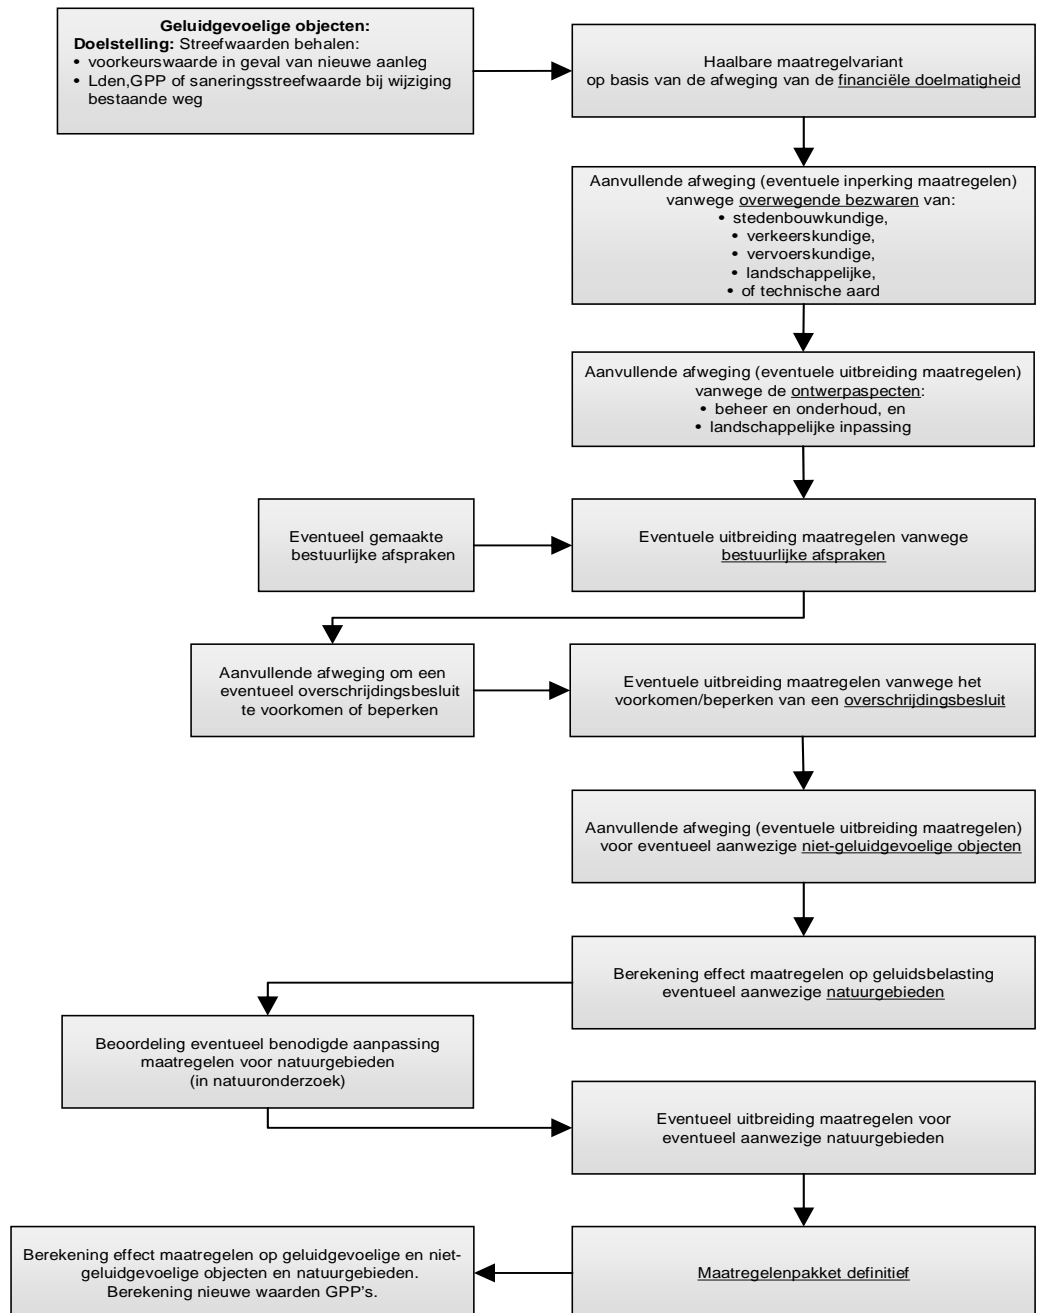 Geluidgevoelige objecten:
Doelstelling: Streefwaarden behalen:
• voorkeurswaarde in geval van nieuwe aanleg
• Lden,GPP of saneringsstreefwaarde bij wijziging
bestaande weg
Haalbare maatregelvariant
op basis van de afweging van de financiële doelmatigheid
Aanvullende afweging (eventuele inperking maatregelen)
vanwege overwegende bezwaren van:
• stedenbouwkundige,
• verkeerskundige,
• vervoerskundige,
• landschappelijke,
• of technische aard
Aanvullende afweging (eventuele uitbreiding maatregelen)
vanwege de ontwerpaspecten:
• beheer en onderhoud, en
• landschappelijke inpassing
Eventueel gemaakte
bestuurlijke afspraken
Eventuele uitbreiding maatregelen vanwege
bestuurlijke afspraken
Aanvullende afweging om een
eventueel overschrijdingsbesluit
te voorkomen of beperken
Eventuele uitbreiding maatregelen vanwege het
voorkomen/beperken van een overschrijdingsbesluit
Aanvullende afweging (eventuele uitbreiding maatregelen)
voor eventueel aanwezige niet-geluidgevoelige objecten
Berekening effect maatregelen op geluidsbelasting
eventueel aanwezige natuurgebieden
Beoordeling eventueel benodigde aanpassing
maatregelen voor natuurgebieden
(in natuuronderzoek)
Eventueel uitbreiding maatregelen voor
eventueel aanwezige natuurgebieden
Berekening effect maatregelen op geluidgevoelige en niet-
geluidgevoelige objecten en natuurgebieden.
Berekening nieuwe waarden GPP's.
Maatregelenpakket definitief